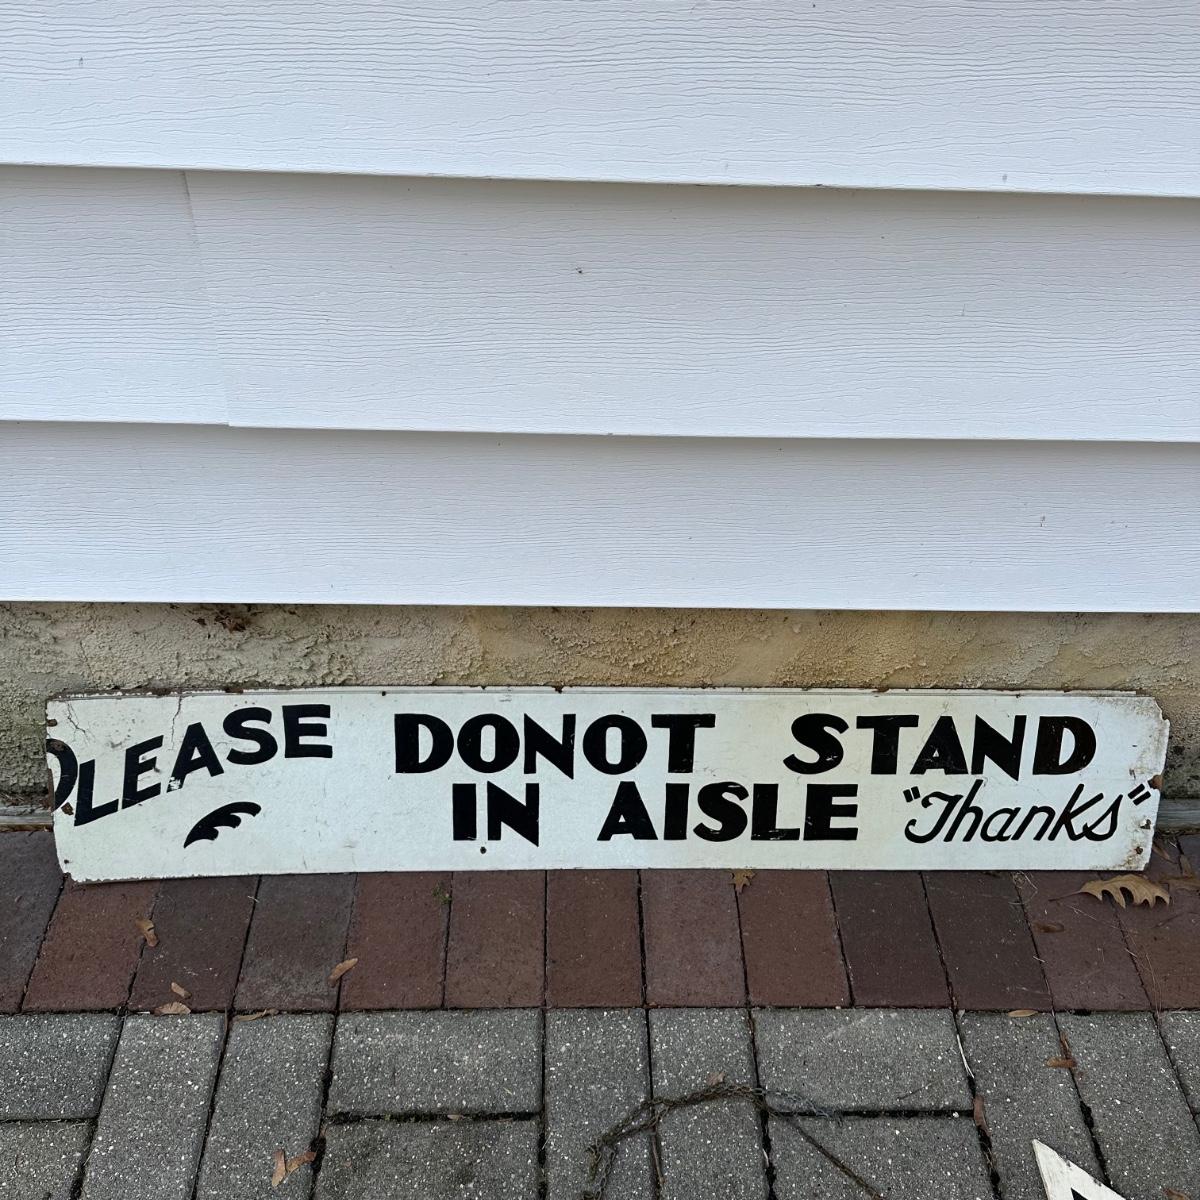 PLEASE DONOT STAND
IN AISLE "Thanks"